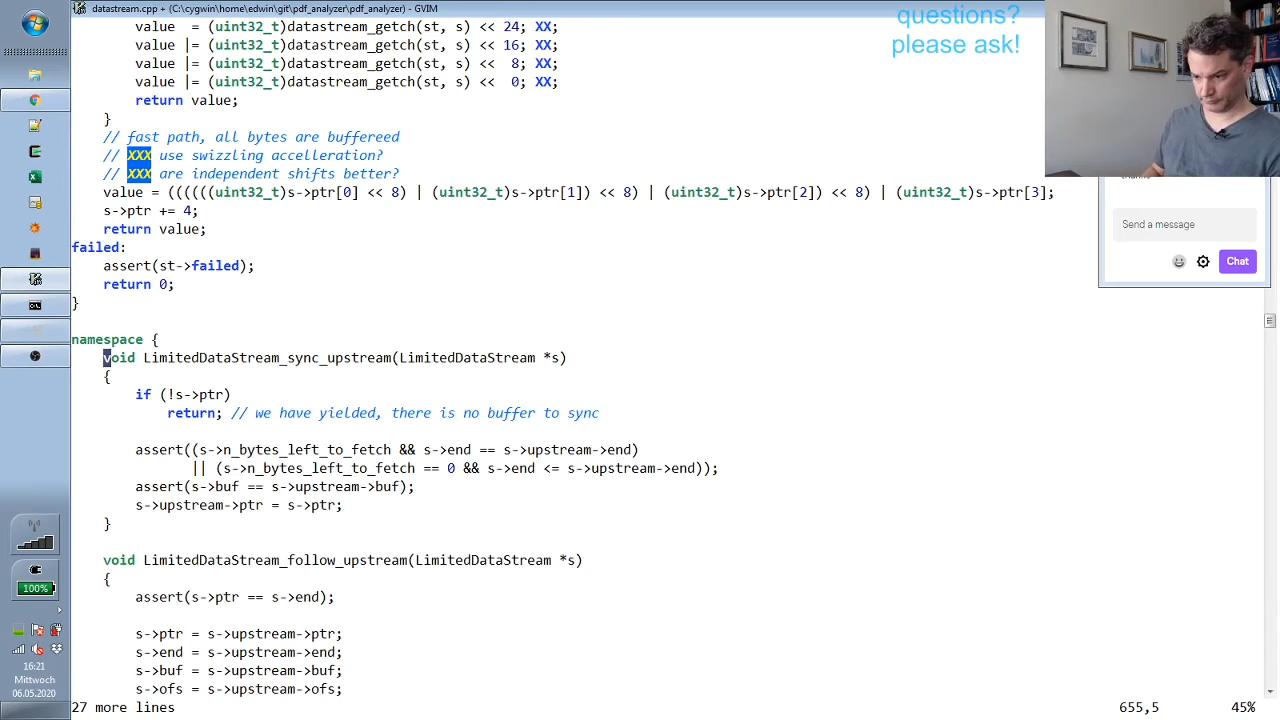 datastream.cpp + (C:\cygwin\home\edwin\git\pdf_analyzer\pdf_analyzer) - GVIM
questions?
please ask!
value  = (uint32_t)datastream_getch(st, s) << 24; XX;
value |= (uint32_t)datastream_getch(st, s) << 16; XX;
value |= (uint32_t)datastream_getch(st, s) <<  8; XX;
value |= (uint32_t)datastream_getch(st, s) <<  0; XX;
return value;
}
// fast path, all bytes are buffereed
// XXX use swizzling accelleration?
// XXX are independent shifts better?
value = ((((((uint32_t)s->ptr[0] << 8) | (uint32_t)s->ptr[1]) << 8) | (uint32_t)s->ptr[2]) << 8) | (uint32_t)s->ptr[3];
s->ptr += 4;
return value;
failed:
assert(st->failed);
return 0;
}
namespace {
void LimitedDataStream_sync_upstream(LimitedDataStream *s)
{
if (!s->ptr)
return; // we have yielded, there is no buffer to sync
assert((s->n_bytes_left_to_fetch && s->end == s->upstream->end)
|| (s->n_bytes_left_to_fetch == 0 && s->end <= s->upstream->end));
assert(s->buf == s->upstream->buf);
s->upstream->ptr = s->ptr;
}
void LimitedDataStream_follow_upstream(LimitedDataStream *s)
{
assert(s->ptr == s->end);
s->ptr = s->upstream->ptr;
s->end = s->upstream->end;
s->buf = s->upstream->buf;
s->ofs = s->upstream->ofs;
27 more lines
655,5
45%
Send a message
Chat
100%
16:21
Mittwoch
06.05.2020